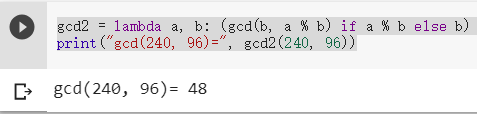 gcd2 = lambda a, b: (gcd(b, a % b) if a % b else b)
print("gcd(240, 96)=", gcd2(240, 96))
gcd(240, 96)= 48